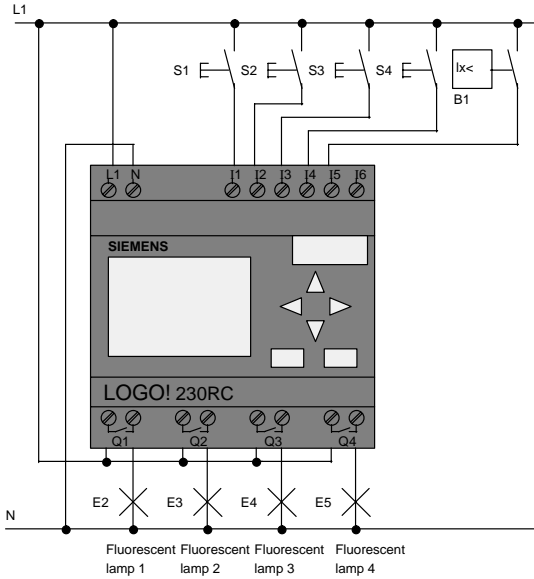 L1
S1 S2 S3 S4 Ix<
B1
L1 N I1 I2 I3 I4 I5 I6
SIEMENS
LOGO! 230RC
Q1 Q2 Q3 Q4
E2 E3 E4 E5
N
Fluorescent lamp 1
Fluorescent lamp 2
Fluorescent lamp 3
Fluorescent lamp 4